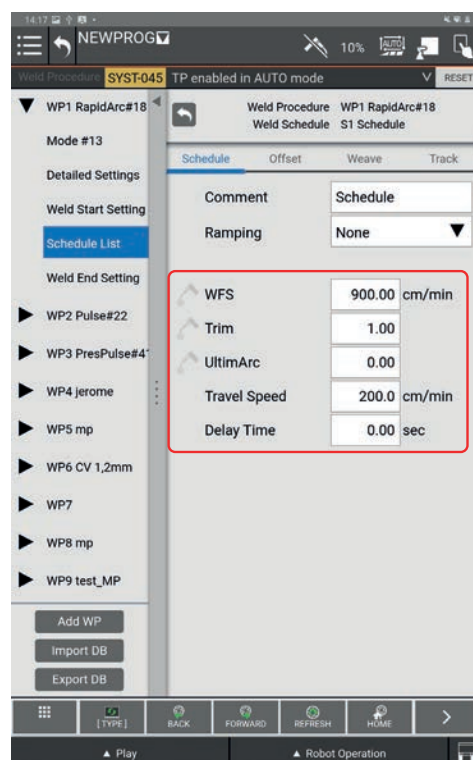 14:17
NEWPROG
10%
AUTO
Weld Procedure SYST-045 TP enabled in AUTO mode RESET
WP1 RapidArc#18
Mode #13
Detailed Settings
Weld Start Setting
Schedule List
Weld End Setting
WP2 Pulse#22
WP3 PresPulse#4
WP4 jerome
WP5 mp
WP6 CV 1,2mm
WP7
WP8 mp
WP9 test_MP
Add WP
Import DB
Export DB
Weld Procedure WP1 RapidArc#18
Weld Schedule S1 Schedule
Schedule Offset Weave Track
Comment Schedule
Ramping None
WFS 900.00 cm/min
Trim 1.00
UltimArc 0.00
Travel Speed 200.0 cm/min
Delay Time 0.00 sec
[TYPE] BACK FORWARD REFRESH HOME
Play Robot Operation